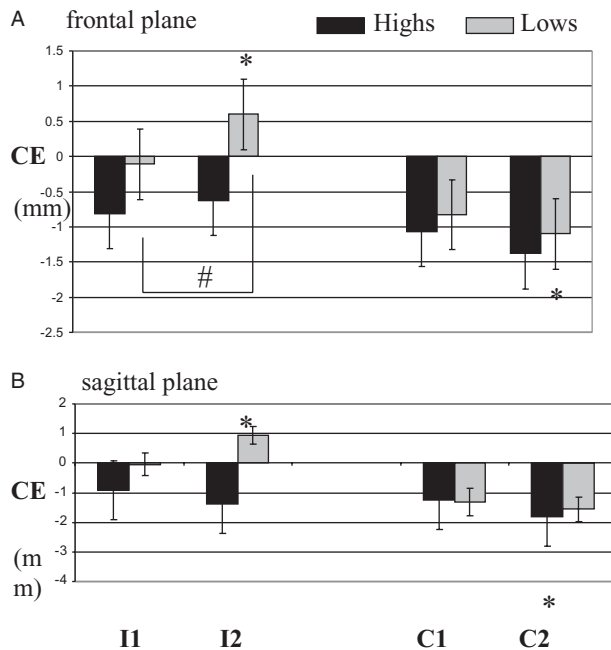 A frontal plane Highs Lows
1.5
*
1
0.5
CE 0
(mm) -0.5
-1
-1.5
#
-2 *
-2.5
B sagittal plane
2
*
1
0
CE -1
-2
(m -3
m) -4
*
I1 I2 C1 C2